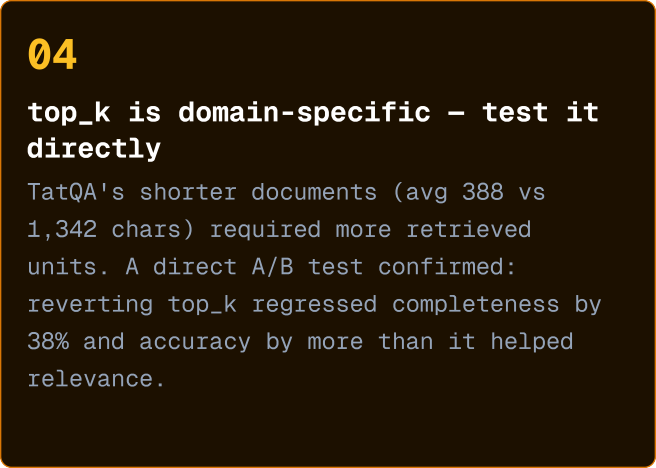 04
top_k is domain-specific — test it
directly
TatQA's shorter documents (avg 388 vs
1,342 chars) required more retrieved
units. A direct A/B test confirmed:
reverting top_k regressed completeness by
38% and accuracy by more than it helped
relevance.